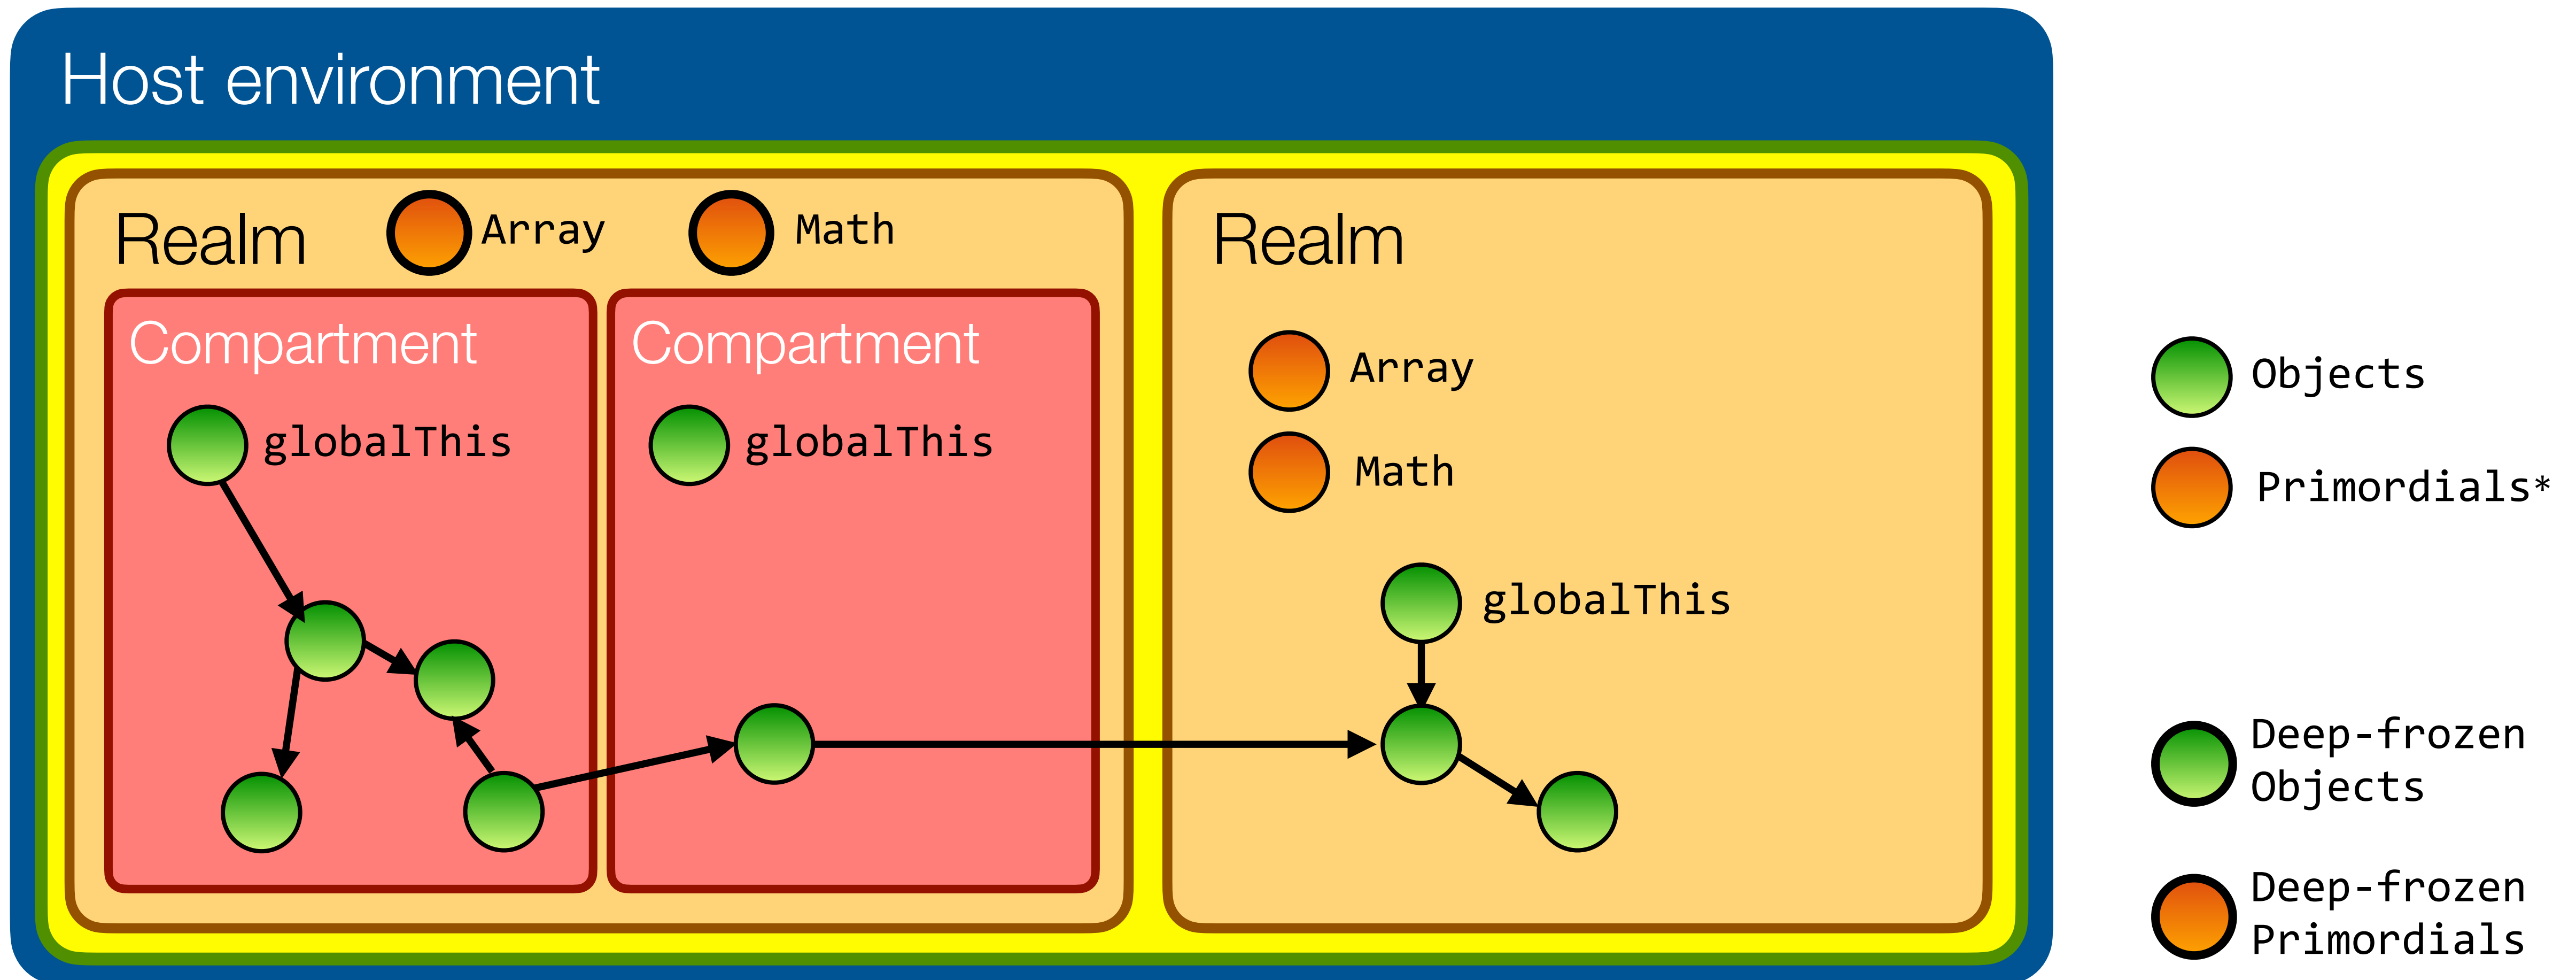 Host environment
Realm
Array
Math
Compartment
globalThis
Compartment
globalThis
Realm
Array
Math
globalThis
Objects
Primordials*
Deep-frozen
Objects
Deep-frozen
Primordials